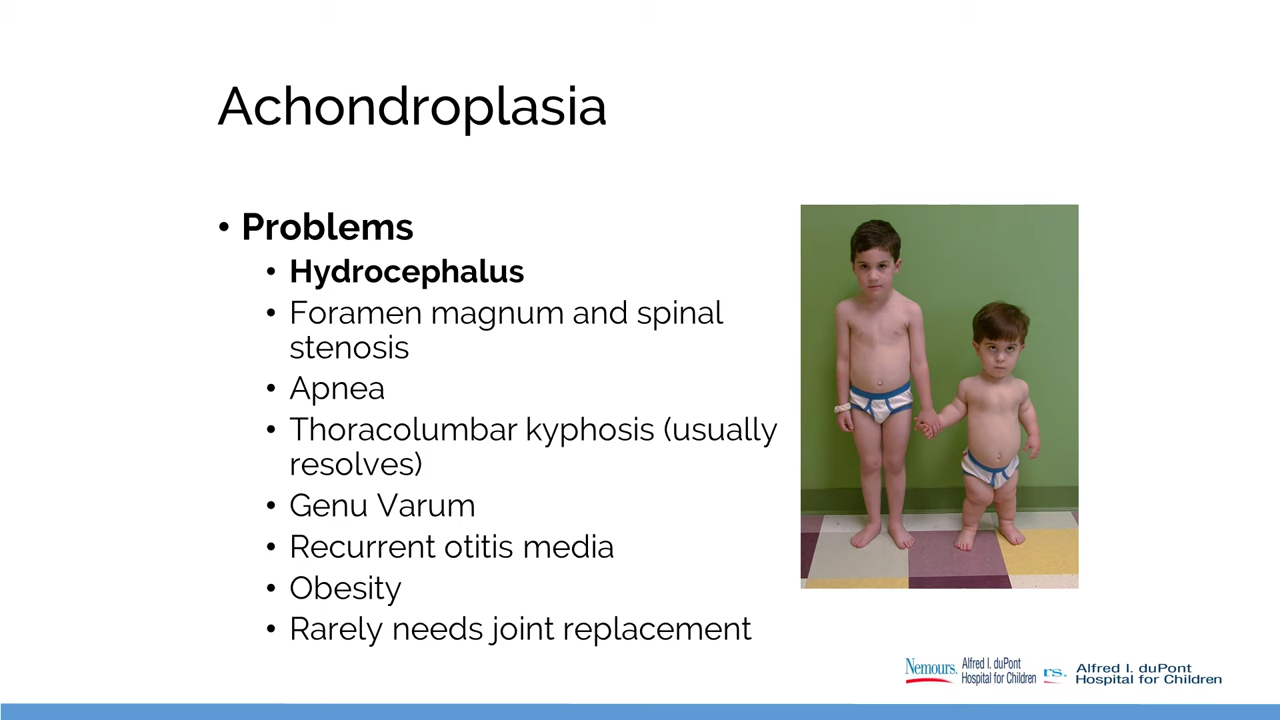 Achondroplasia
• Problems
• Hydrocephalus
• Foramen magnum and spinal
stenosis
• Apnea
• Thoracolumbar kyphosis (usually
resolves)
• Genu Varum
• Recurrent otitis media
• Obesity
• Rarely needs joint replacement
Nemours. Alfred I. duPont
Hospital for Children
rs. Alfred I. duPont
Hospital for Children